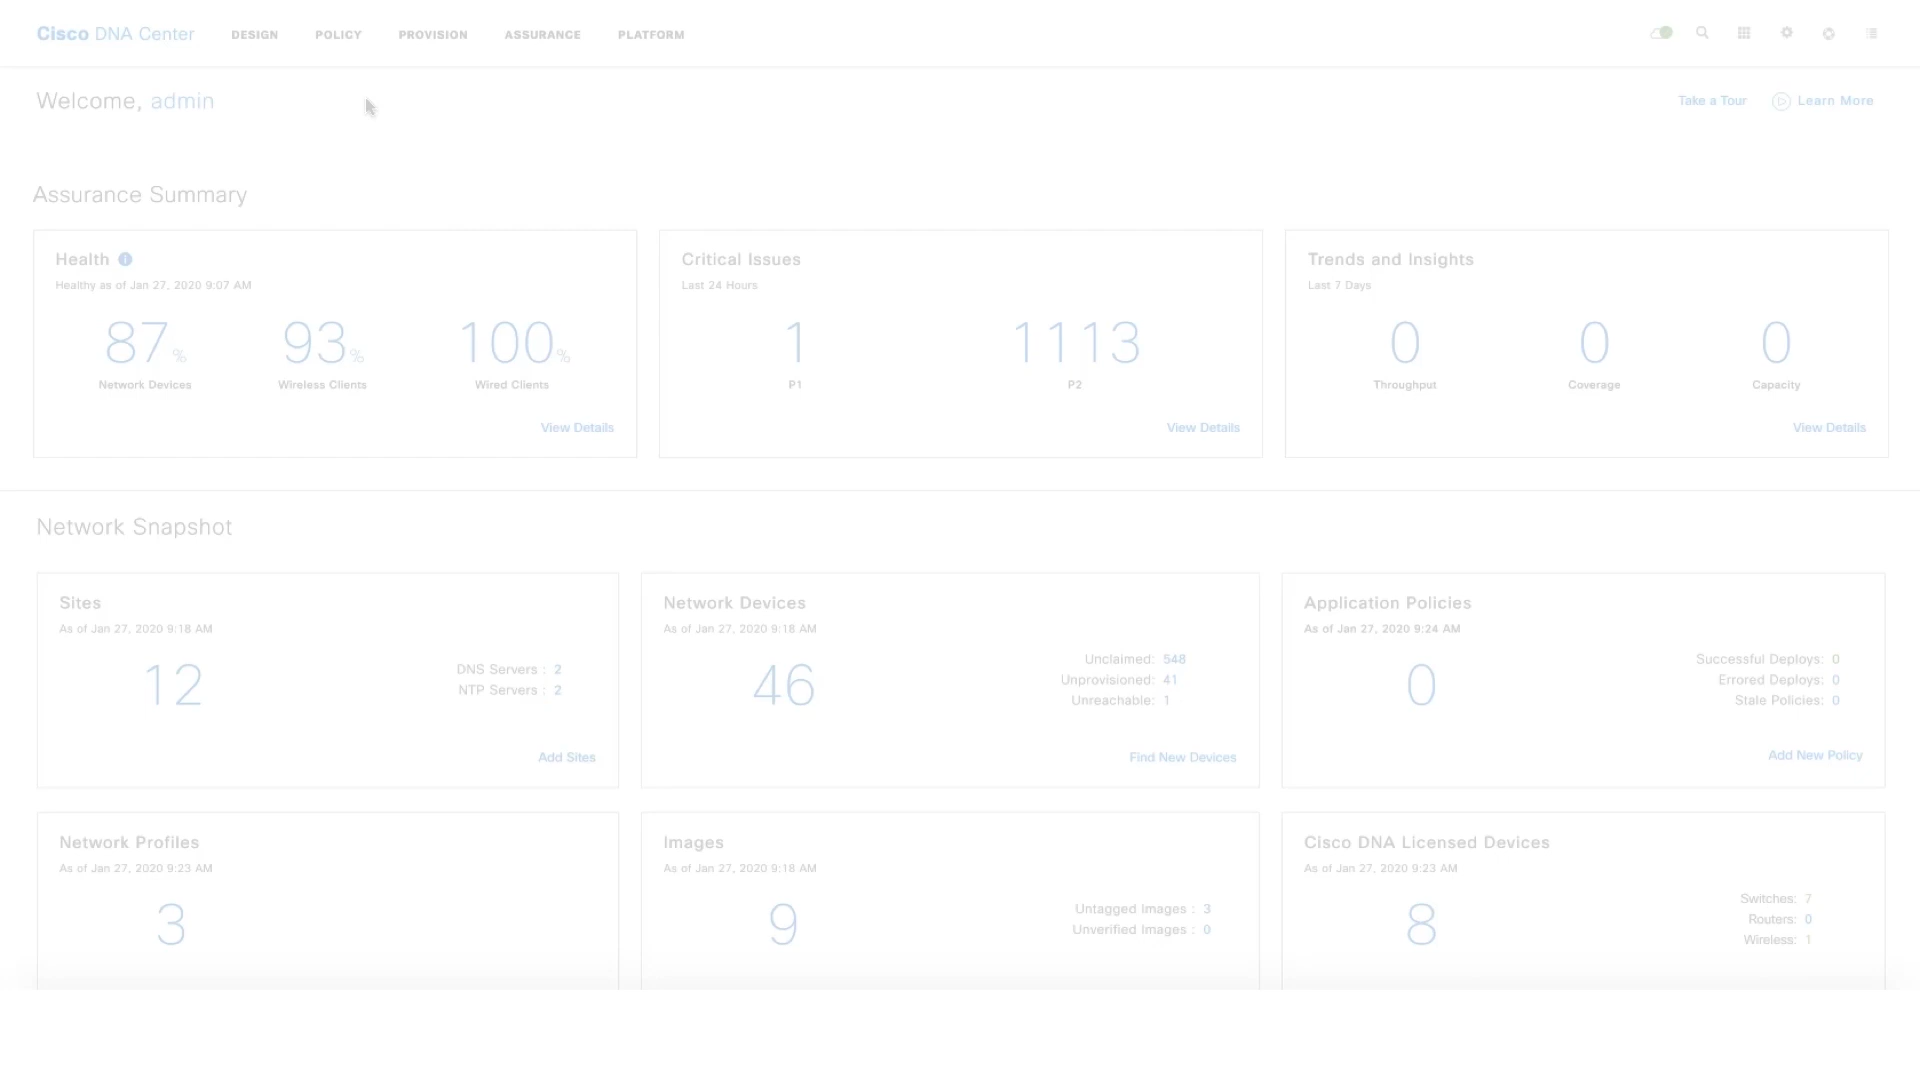 Cisco DNA Center DESIGN POLICY PROVISION ASSURANCE PLATFORM
Welcome, admin
Take a Tour Learn More
Assurance Summary
Health
Healthy as of Jan 27, 2020 9:07 AM
87% 93% 100%
Network Devices Wireless Clients Wired Clients
View Details
Critical Issues
Last 24 Hours
1 1113
P1 P2
View Details
Trends and Insights
Last 7 Days
0 0 0
Throughput Coverage Capacity
View Details
Network Snapshot
Sites
As of Jan 27, 2020 9:18 AM
12
DNS Servers : 2
NTP Servers : 2
Add Sites
Network Devices
As of Jan 27, 2020 9:18 AM
46
Unclaimed: 548
Unprovisioned: 41
Unreachable: 1
Find New Devices
Application Policies
As of Jan 27, 2020 9:24 AM
0
Successful Deploys: 0
Errored Deploys: 0
Stale Policies: 0
Add New Policy
Network Profiles
As of Jan 27, 2020 9:23 AM
3
Images
As of Jan 27, 2020 9:18 AM
9
Untagged Images : 3
Unverified Images : 0
Cisco DNA Licensed Devices
As of Jan 27, 2020 9:23 AM
8
Switches: 7
Routers: 0
Wireless: 1